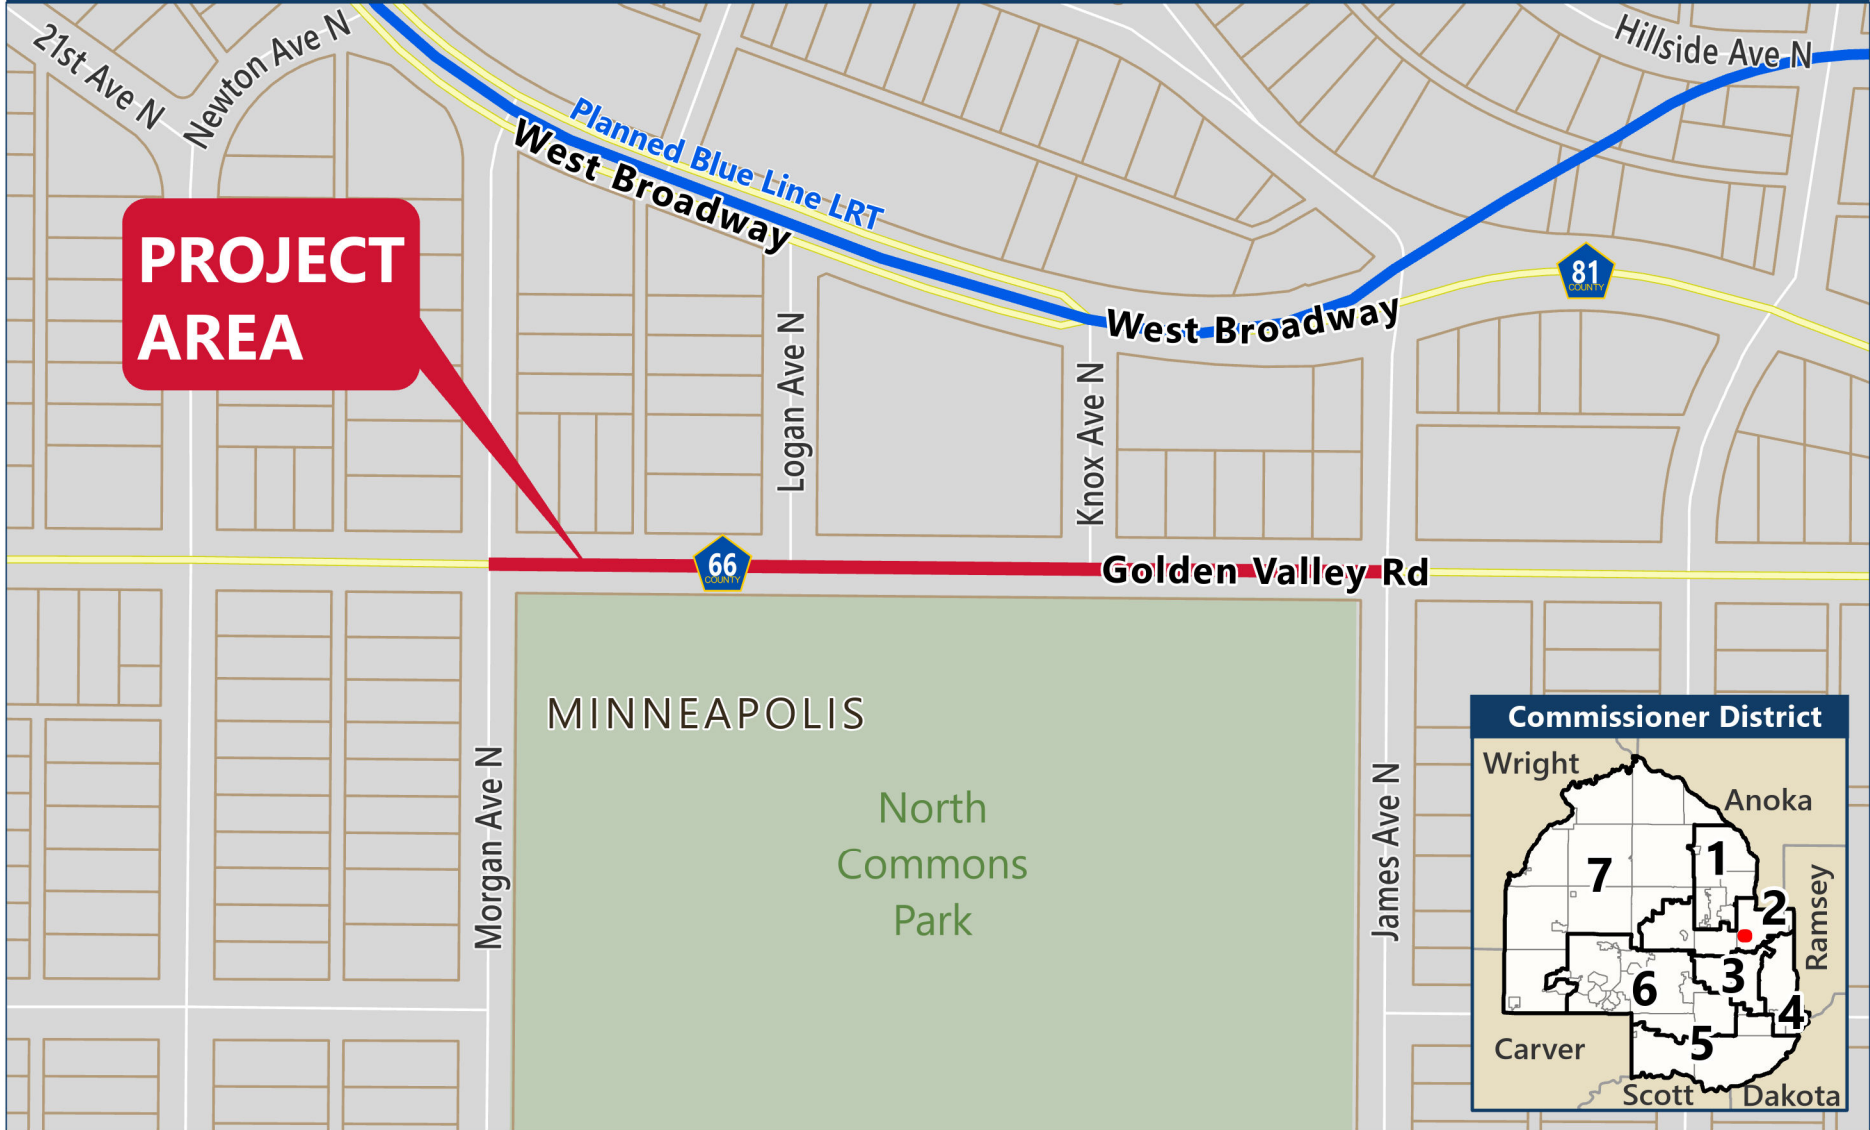 21st Ave N
Newton Ave N
Hillside Ave N
Planned Blue Line LRT
West Broadway
PROJECT
AREA
81
COUNTY
West Broadway
Logan Ave N
Knox Ave N
66
COUNTY
Golden Valley Rd
MINNEAPOLIS
North
Commons
Park
Morgan Ave N
James Ave N
Commissioner District
Wright
Anoka
1
7
2
Ramsey
3
6
4
5
Carver
Scott
Dakota